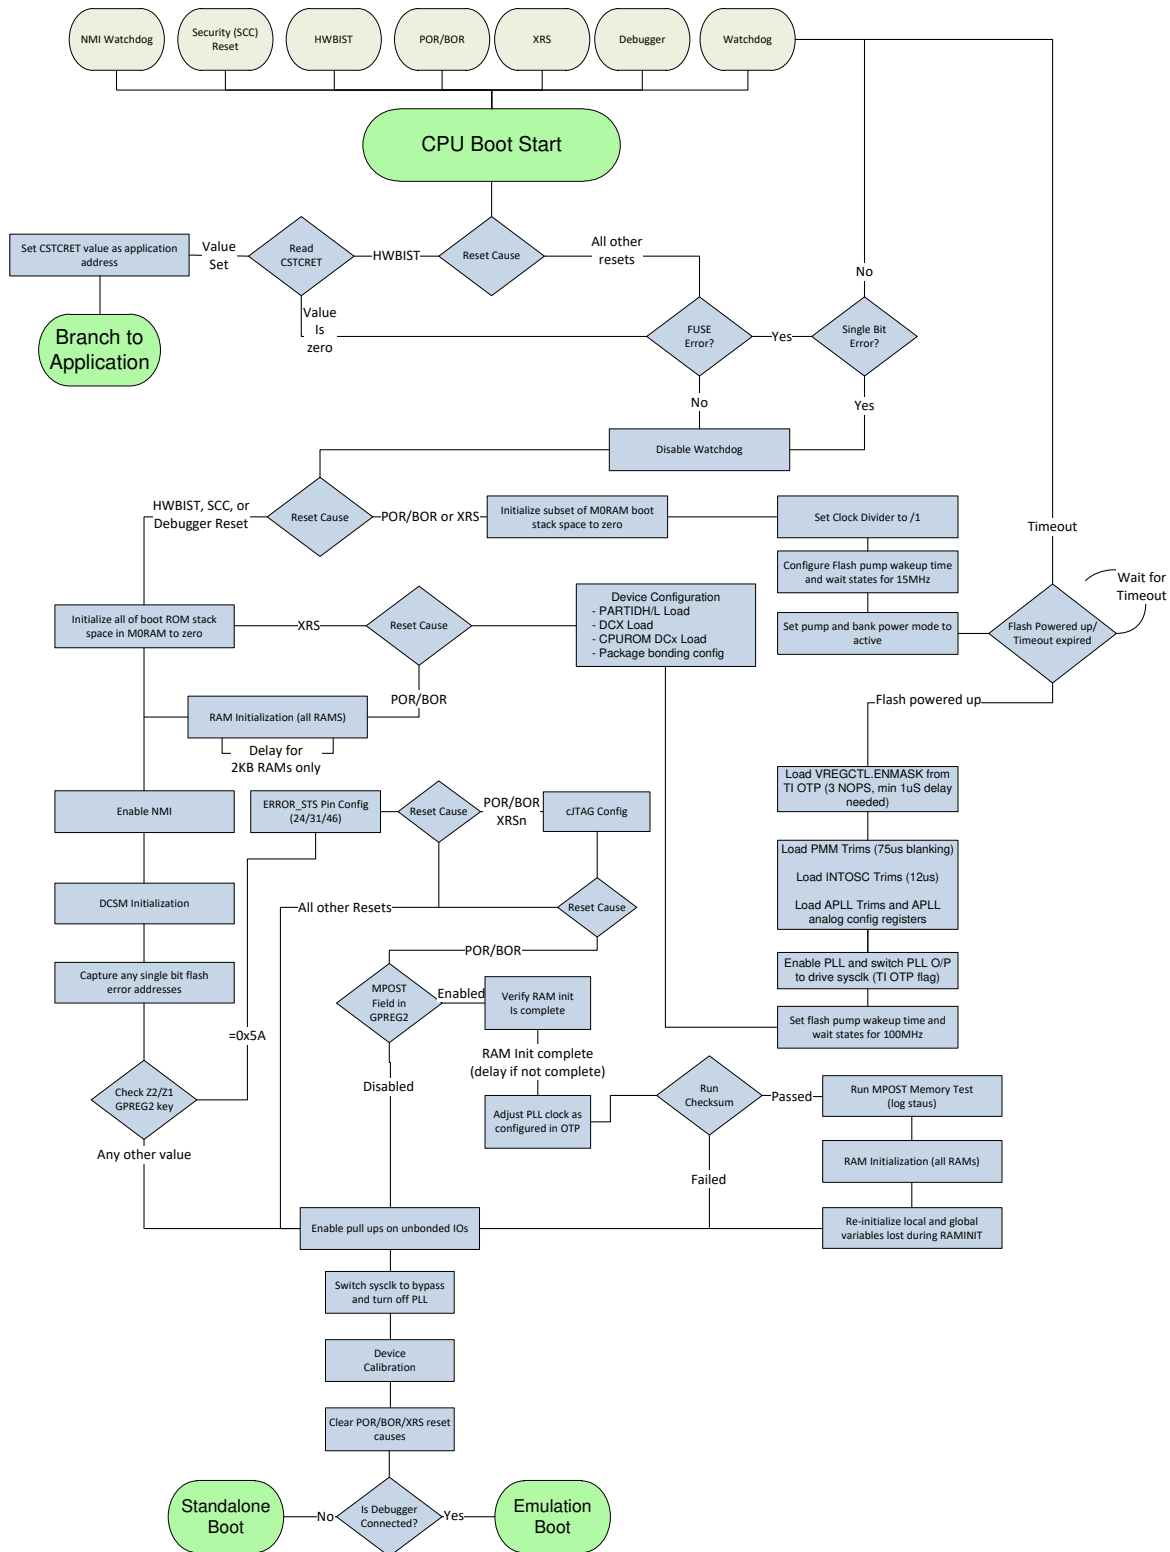 NMI Watchdog
Security (SCC)
Reset
HWBIST
POR/BOR
XRS
Debugger
Watchdog
CPU Boot Start
Set CSTCRET value as application
address
Value
Set
Read
CSTCRET
HWBIST
Reset Cause
All other
resets
No
Branch to
Application
Value
Is
zero
FUSE
Error?
Yes
Single Bit
Error?
No
Yes
Disable Watchdog
HWBIST, SCC, or
Debugger Reset
Reset Cause
POR/BOR or XRS
Initialize subset of M0RAM boot
stack space to zero
Set Clock Divider to /1
Timeout
Configure Flash pump wakeup time
and wait states for 15MHz
Wait for
Timeout
Initialize all of boot ROM stack
space in M0RAM to zero
XRS
Reset Cause
Device Configuration
- PARTIDH/L Load
- DCX Load
- CPUROM DCx Load
- Package bonding config
Set pump and bank power mode to
active
Flash Powered up/
Timeout expired
POR/BOR
Flash powered up
RAM Initialization (all RAMS)
Delay for
2KB RAMs only
Load VREGCTL.ENMASK from
TI OTP (3 NOPS, min 1uS delay
needed)
Enable NMI
ERROR_STS Pin Config
(24/31/46)
Reset Cause
POR/BOR
XRSn
cJTAG Config
Load PMM Trims (75us blanking)
Load INTOSC Trims (12us)
Load APLL Trims and APLL
analog config registers
DCSM Initialization
All other Resets
Reset Cause
POR/BOR
Enable PLL and switch PLL O/P
to drive sysclk (TI OTP flag)
Capture any single bit flash
error addresses
MPOST
Field in
GPREG2
Enabled
Verify RAM init
Is complete
Set flash pump wakeup time and
wait states for 100MHz
=0x5A
RAM Init complete
(delay if not complete)
Check Z2/Z1
GPREG2 key
Disabled
Adjust PLL clock as
configured in OTP
Run
Checksum
Passed
Run MPOST Memory Test
(log staus)
Any other value
RAM Initialization (all RAMs)
Failed
Enable pull ups on unbonded IOs
Re-initialize local and global
variables lost during RAMINIT
Switch sysclk to bypass
and turn off PLL
Device
Calibration
Clear POR/BOR/XRS reset
causes
Standalone
Boot
No
Is Debugger
Connected?
Yes
Emulation
Boot